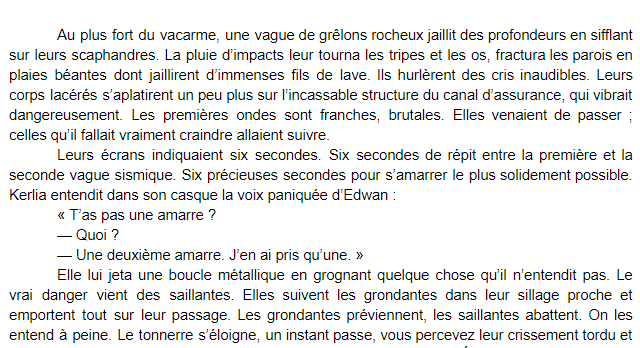 Au plus fort du vacarme, une vague de grêlons rocheux jaillit des profondeurs en sifflant
sur leurs scaphandres. La pluie d’impacts leur tourna les tripes et les os, fractura les parois en
plaies béantes dont jaillirent d’immenses fils de lave. Ils hurlèrent des cris inaudibles. Leurs
corps lacérés s’aplatirent un peu plus sur l’incassable structure du canal d’assurance, qui vibrait
dangereusement. Les premières ondes sont franches, brutales. Elles venaient de passer ;
celles qu’il fallait vraiment craindre allaient suivre.
Leurs écrans indiquaient six secondes. Six secondes de répit entre la première et la
seconde vague sismique. Six précieuses secondes pour s’amarrer le plus solidement possible.
Kerlia entendit dans son casque la voix paniquée d’Edwan :
« T’as pas une amarre ?
— Quoi ?
— Une deuxième amarre. J’en ai pris qu’une. »
Elle lui jeta une boucle métallique en grognant quelque chose qu’il n’entendit pas. Le
vrai danger vient des saillantes. Elles suivent les grondantes dans leur sillage proche et
emportent tout sur leur passage. Les grondantes préviennent, les saillantes abattent. On les
entend à peine. Le tonnerre s’éloigne, un instant passe, vous percevez leur crissement tordu et